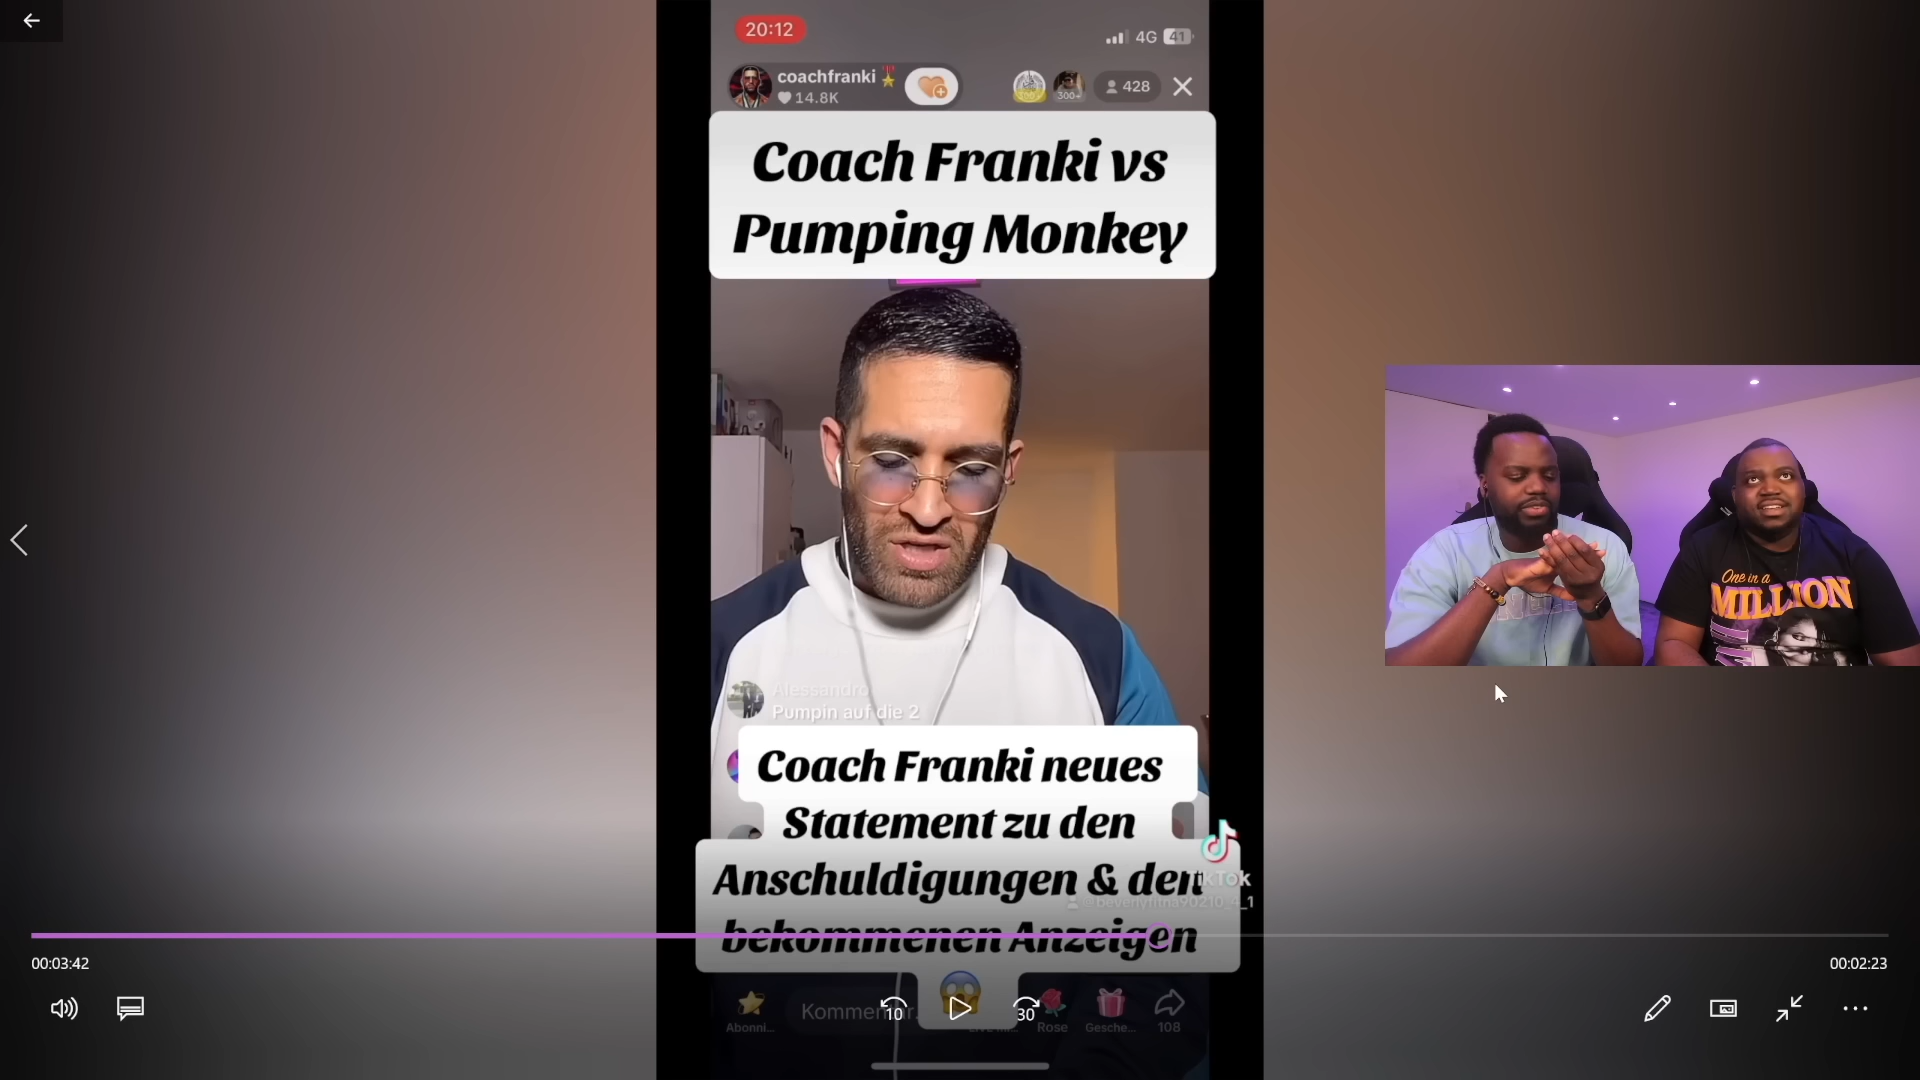 20:12
4G 41
coachfranki
14.8K
300+
428
Coach Franki vs
Pumping Monkey
One in a
MILLION
Alessandro
Pumpin auf die 2
Coach Franki neues
Statement zu den
Anschuldigungen & den
bekommenen Anzeigen
TikTok
00:03:42
00:02:23
10
30
Abonni...
Rose
Gesche...
108